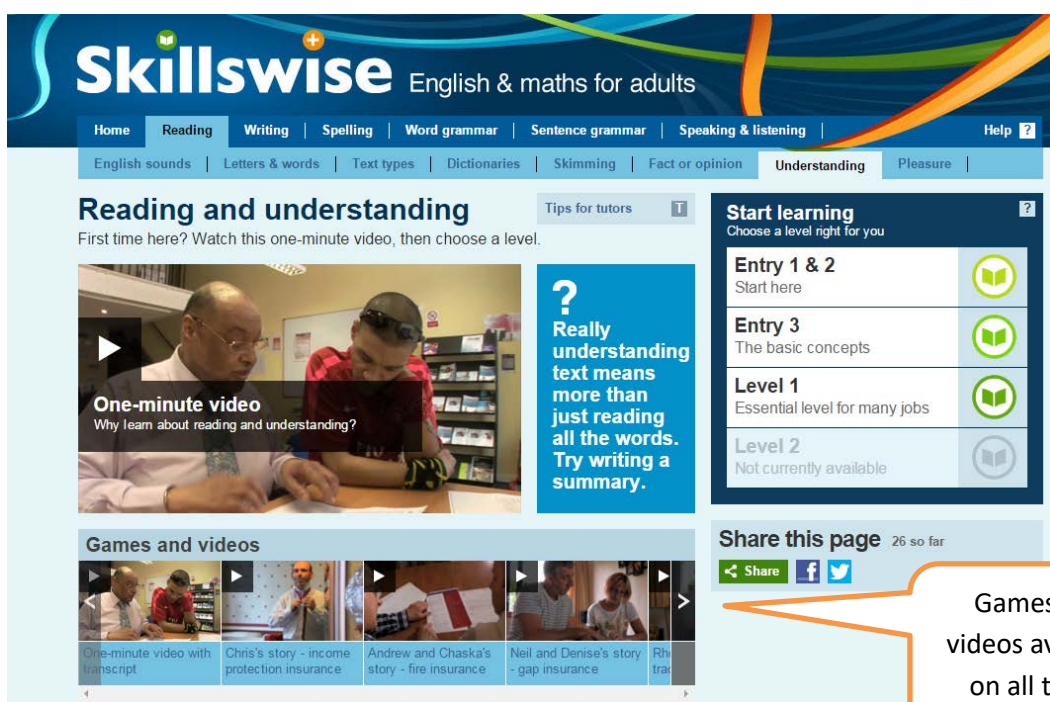 Skillswise English & maths for adults
Home Reading Writing Spelling Word grammar Sentence grammar Speaking & listening Help ?
English sounds Letters & words Text types Dictionaries Skimming Fact or opinion Understanding Pleasure
Reading and understanding
Tips for tutors T
First time here? Watch this one-minute video, then choose a level.
One-minute video
Why learn about reading and understanding?
?
Really
understanding
text means
more than
just reading
all the words.
Try writing a
summary.
Start learning ?
Choose a level right for you
Entry 1 & 2
Start here
Entry 3
The basic concepts
Level 1
Essential level for many jobs
Level 2
Not currently available
Share this page 26 so far
Share
Games and videos
One-minute video with
transcript
Chris's story - income
protection insurance
Andrew and Chaska's
story - fire insurance
Neil and Denise's story
- gap insurance
Games
videos
on all